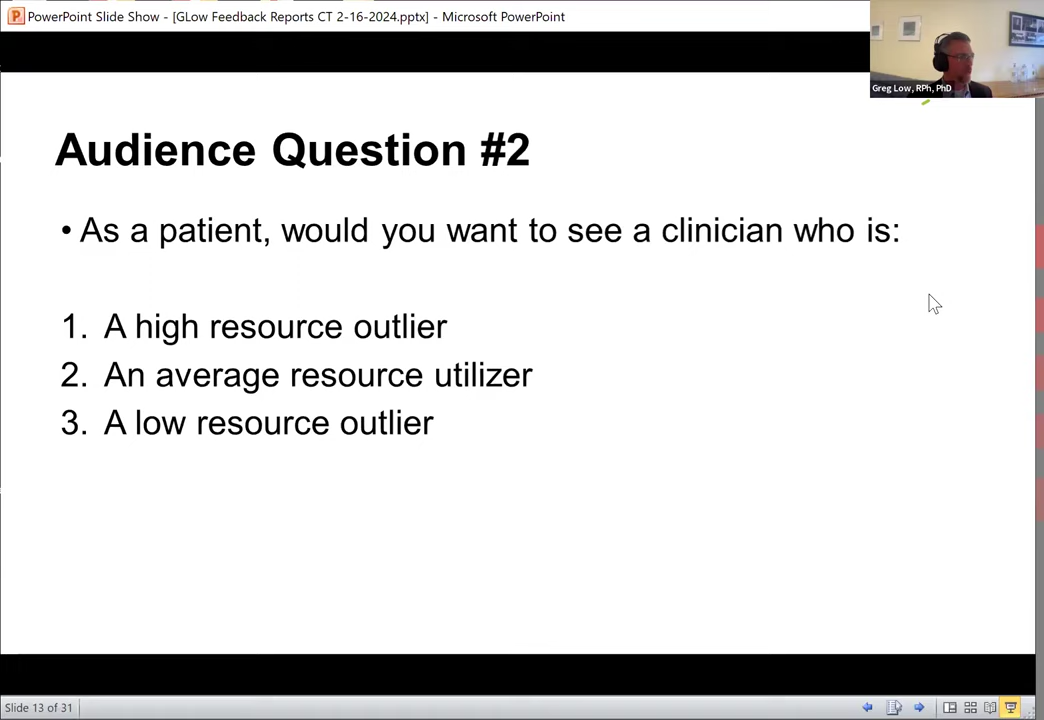 PowerPoint Slide Show - [GLow Feedback Reports CT 2-16-2024.pptx] - Microsoft PowerPoint
Greg Low, RPh, PhD
Audience Question #2
• As a patient, would you want to see a clinician who is:
1. A high resource outlier
2. An average resource utilizer
3. A low resource outlier
Slide 13 of 31